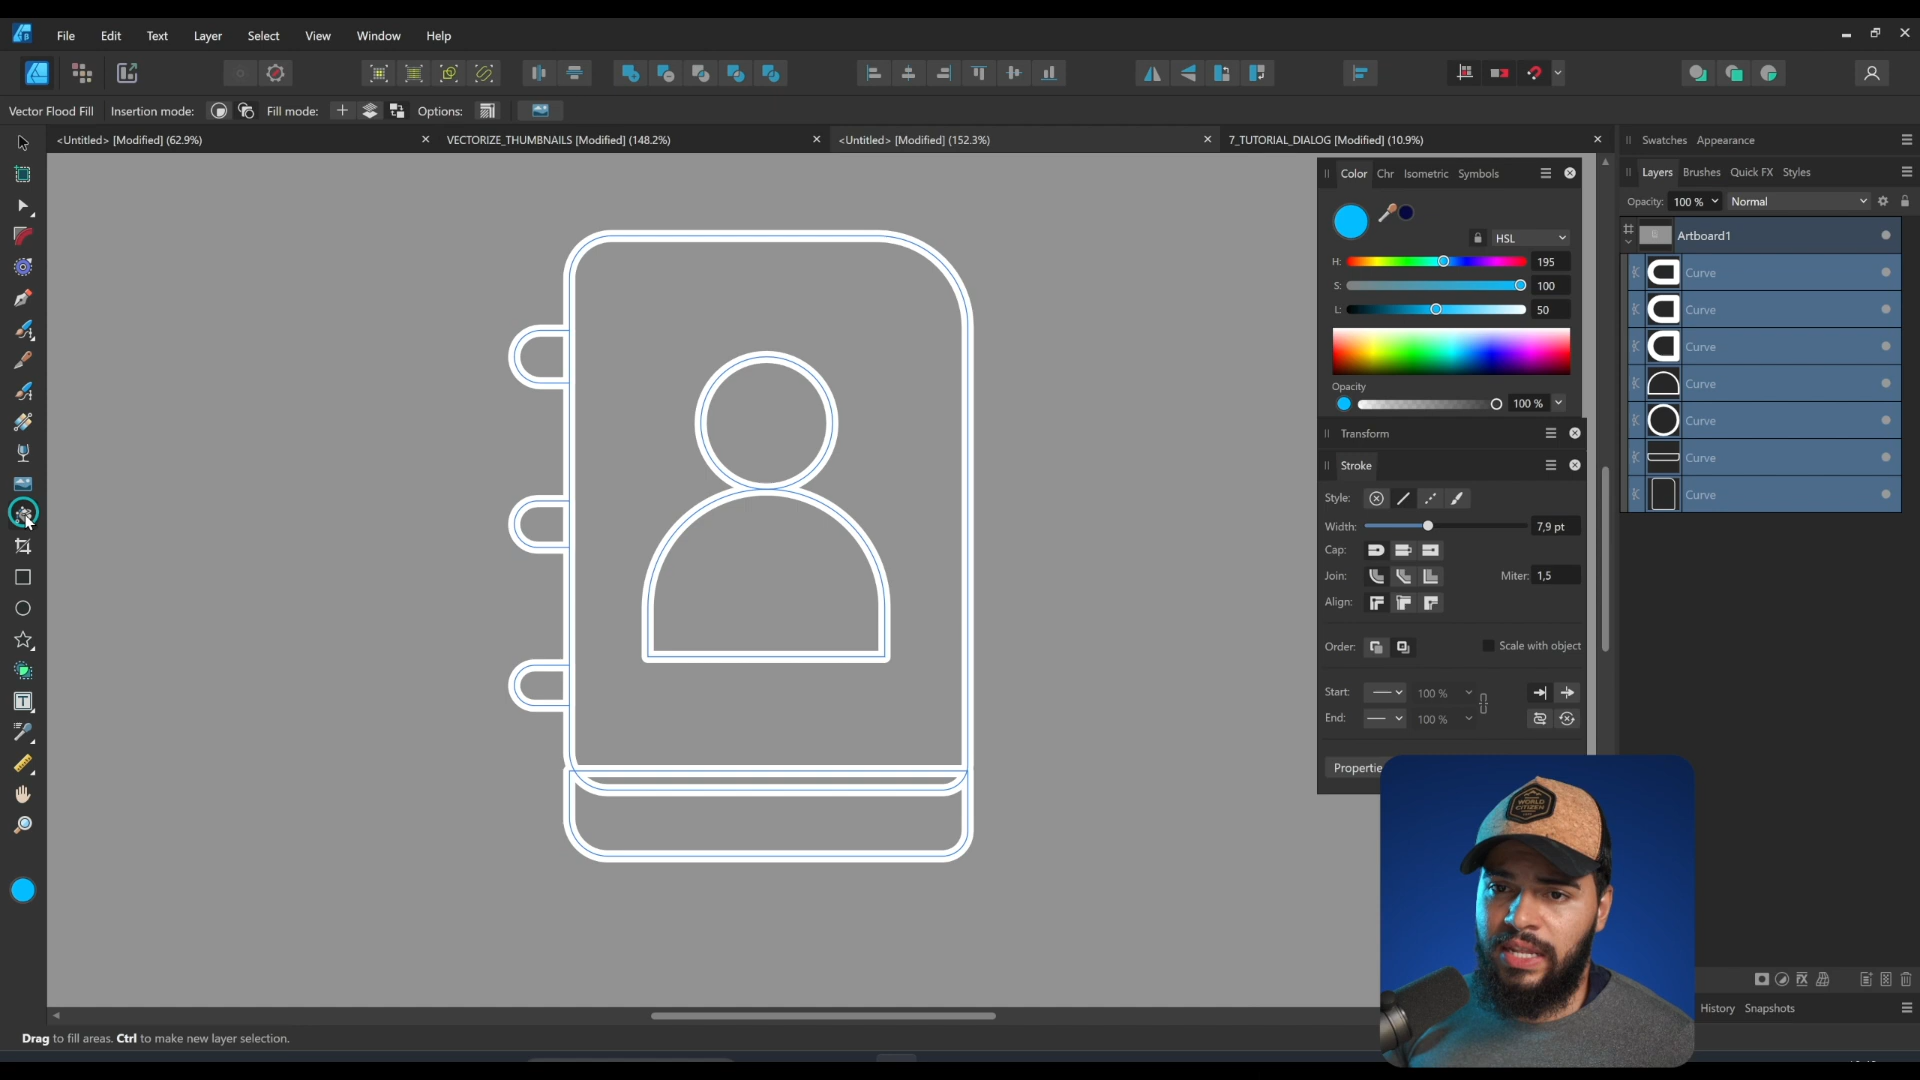 File Edit Text Layer Select View Window Help
Vector Flood Fill Insertion mode: Fill mode: Options:
<Untitled> [Modified] (62.9%) VECTORIZE_THUMBNAILS [Modified] (148.2%) <Untitled> [Modified] (152.3%) 7_TUTORIAL_DIALOG [Modified] (10.9%)
Swatches Appearance
Color Chr Isometric Symbols
Layers Brushes Quick FX Styles
Opacity: 100 % Normal
HSL
H: 195
S: 100
L: 50
Opacity
100 %
Transform
Stroke
Style:
Width: 7,9 pt
Cap:
Join: Miter: 1,5
Align:
Order: Scale with object
Start: 100 %
End: 100 %
Propertie
Artboard1
Curve
Curve
Curve
Curve
Curve
Curve
Curve
WORLD
CITIZEN
History Snapshots
Drag to fill areas. Ctrl to make new layer selection.